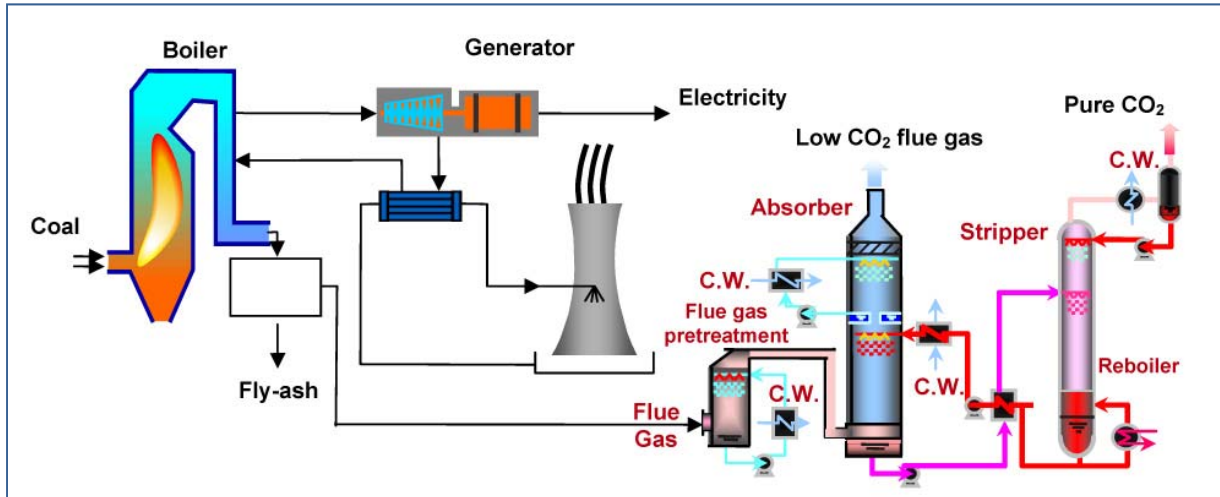 Boiler
Generator
Electricity
Pure CO₂
Low CO₂ flue gas
C.W.
Absorber
Coal
Stripper
C.W.
Flue gas
pretreatment
Reboiler
Fly-ash
C.W.
C.W.
Flue
Gas